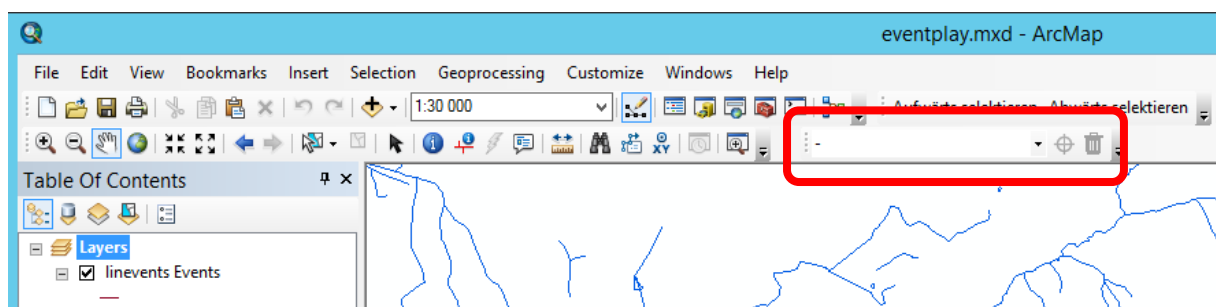 eventplay.mxd - ArcMap
File Edit View Bookmarks Insert Selection Geoprocessing Customize Windows Help
1:30 000
Aufwärts selektieren Abwärts selektieren
XY
-
Table Of Contents
Layers
linevents Events